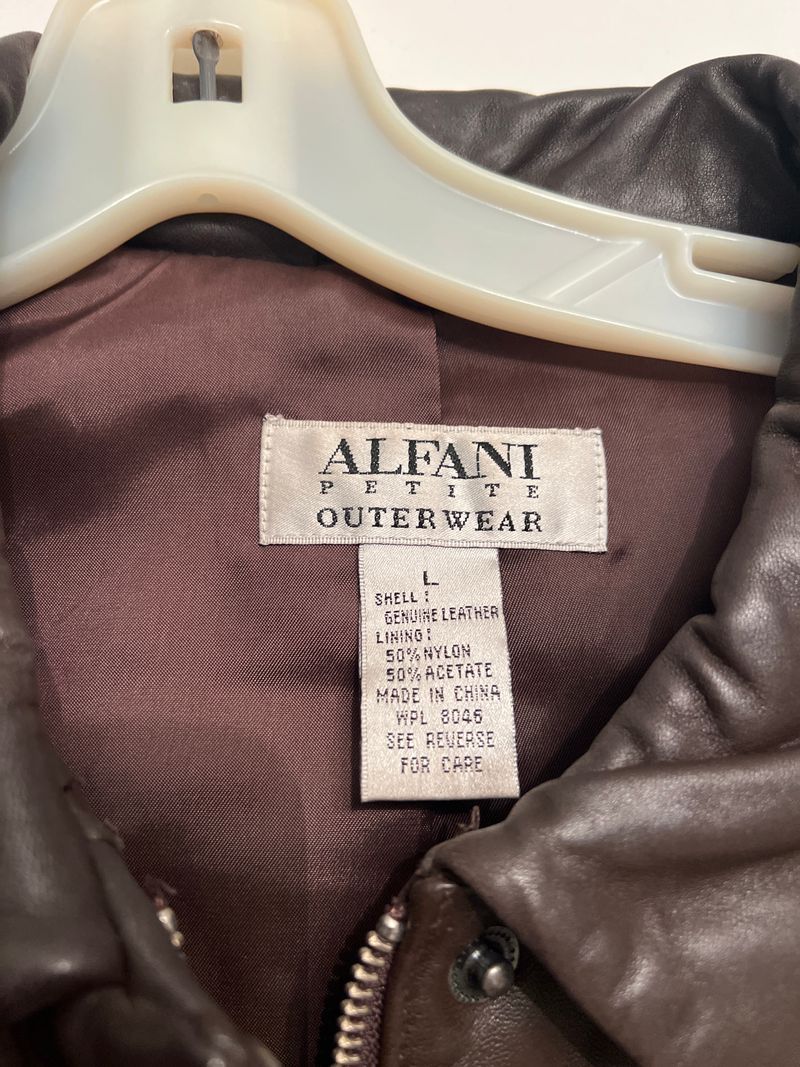 ALFANI
PETITE
OUTERWEAR
L
SHELL:
GENUINE LEATHER
LINING:
50% NYLON
50% ACETATE
MADE IN CHINA
WPL 8046
SEE REVERSE
FOR CARE